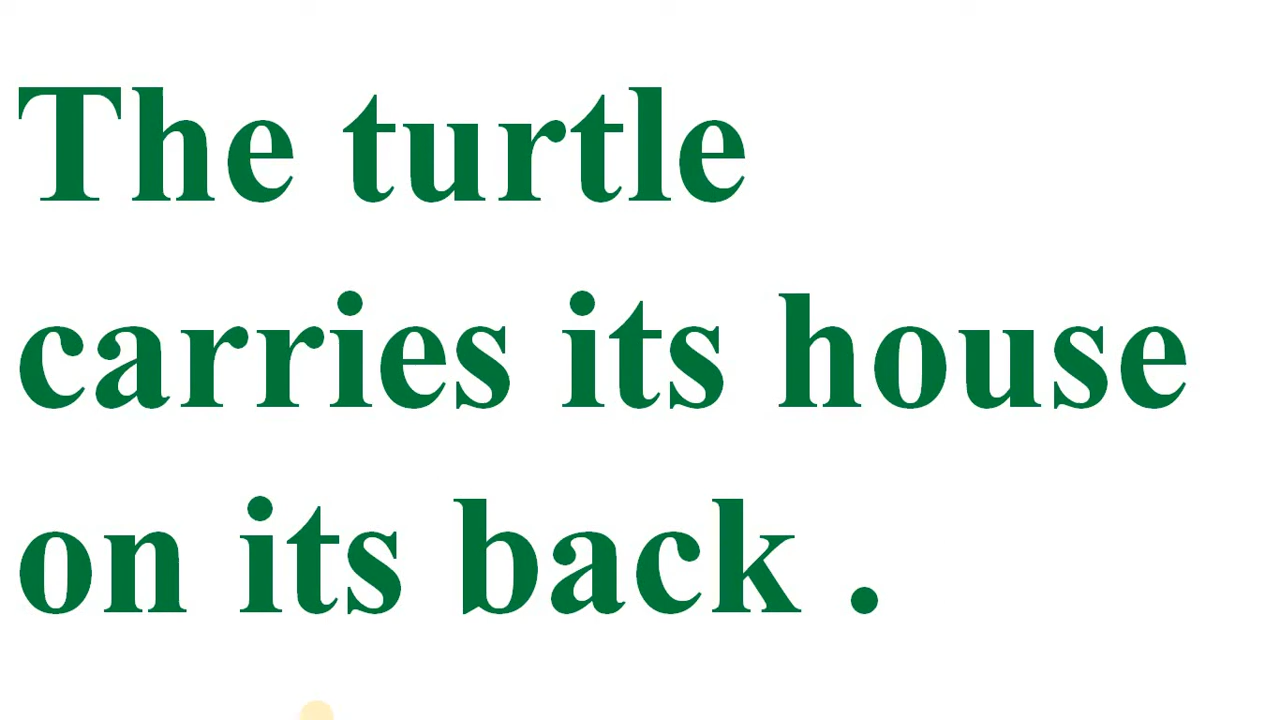 The turtle
carries its house
on its back .